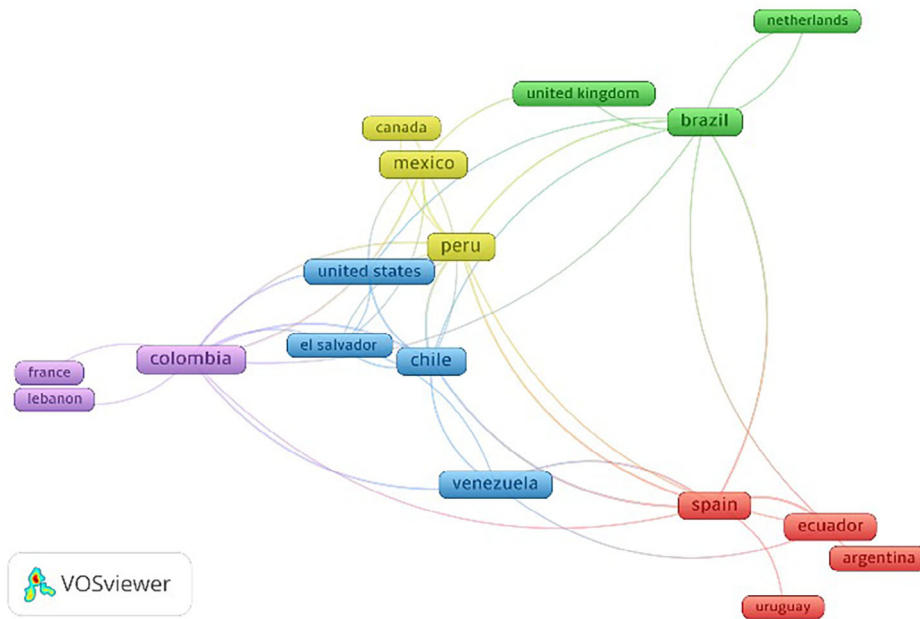 netherlands
united kingdom
brazil
canada
mexico
peru
united states
el salvador
colombia
chile
france
lebanon
venezuela
spain
ecuador
argentina
uruguay
VOSviewer